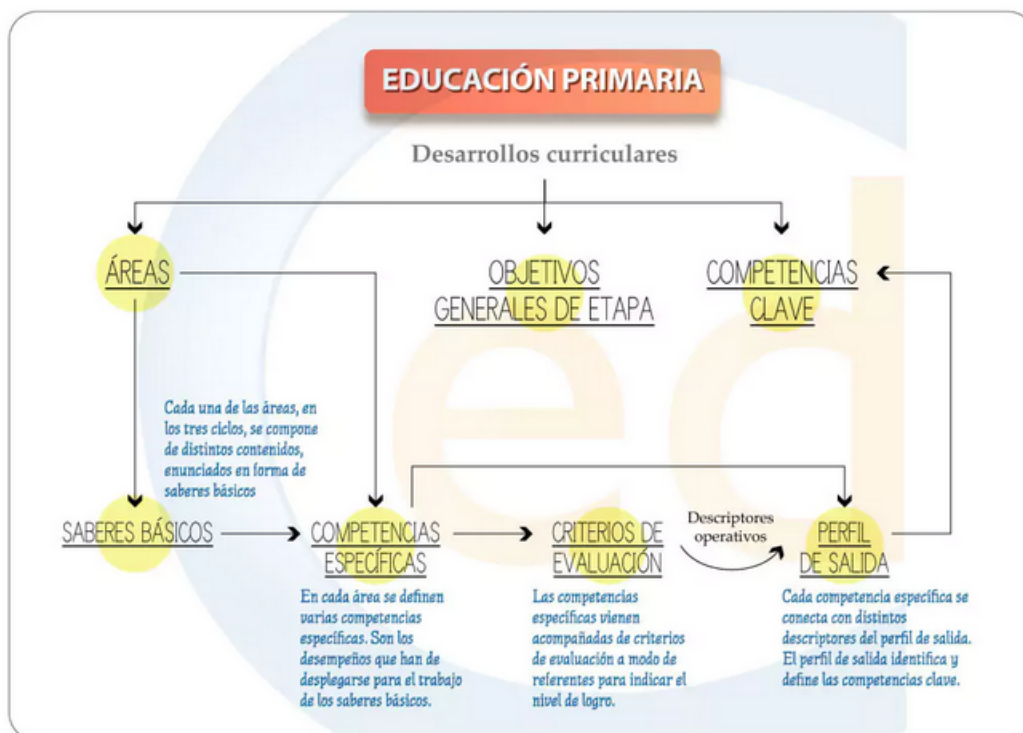 EDUCACIÓN PRIMARIA
Desarrollos curriculares
ÁREAS
OBJETIVOS
GENERALES DE ETAPA
COMPETENCIAS
CLAVE
Cada una de las áreas, en
los tres ciclos, se compone
de distintos contenidos,
enunciados en forma de
saberes básicos
SABERES BÁSICOS
COMPETENCIAS
ESPECÍFICAS
CRITERIOS DE
EVALUACIÓN
Descriptores
operativos
PERFIL
DE SALIDA
En cada área se definen
varias competencias
específicas. Son los
desempeños que han de
desplegarse para el trabajo
de los saberes básicos.
Las competencias
específicas vienen
acompañadas de criterios
de evaluación a modo de
referentes para indicar el
nivel de logro.
Cada competencia específica se
conecta con distintos
descriptores del perfil de salida.
El perfil de salida identifica y
define las competencias clave.
ed